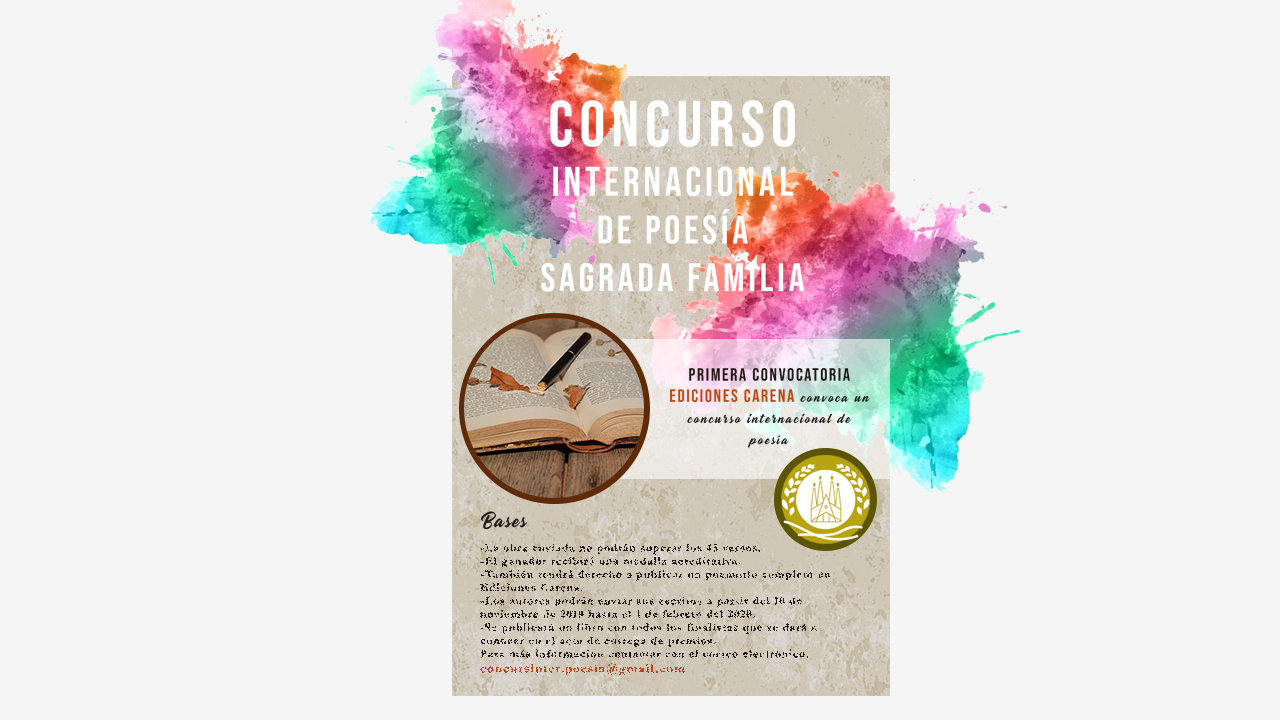 CONCURSO
INTERNACIONAL
DE POESÍA
SAGRADA FAMILIA
PRIMERA CONVOCATORIA
EDICIONES CARENA convoca un
concurso internacional de
poesía
Bases
-La obra enviada no podrán superar los 45 versos.
-El ganador recibirá una medalla acreditativa.
-También tendrá derecho a publicar un poemario completo en
Ediciones Carena.
-Los autores podrán enviar sus escritos a partir del 10 de
noviembre de 2019 hasta el 1 de febrero del 2020.
-Se publicará un libro con todos los finalistas que se dará a
conocer en el acto de entrega de premios.
Para más información contactar con el correo electrónico.
concursinter.poesia@gmail.com